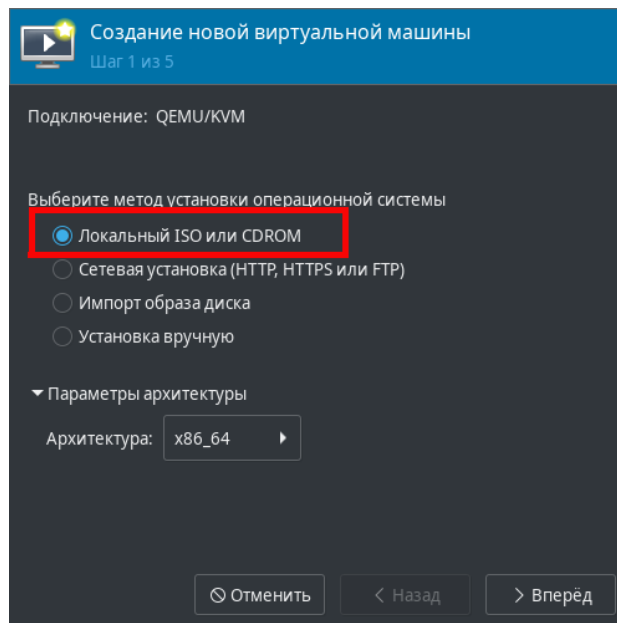 Создание новой виртуальной машины
Шаг 1 из 5
Подключение: QEMU/KVM
Выберите метод установки операционной системы
Локальный ISO или CDROM
Сетевая установка (HTTP, HTTPS или FTP)
Импорт образа диска
Установка вручную
Параметры архитектуры
Архитектура: x86_64
Отменить < Назад > Вперёд